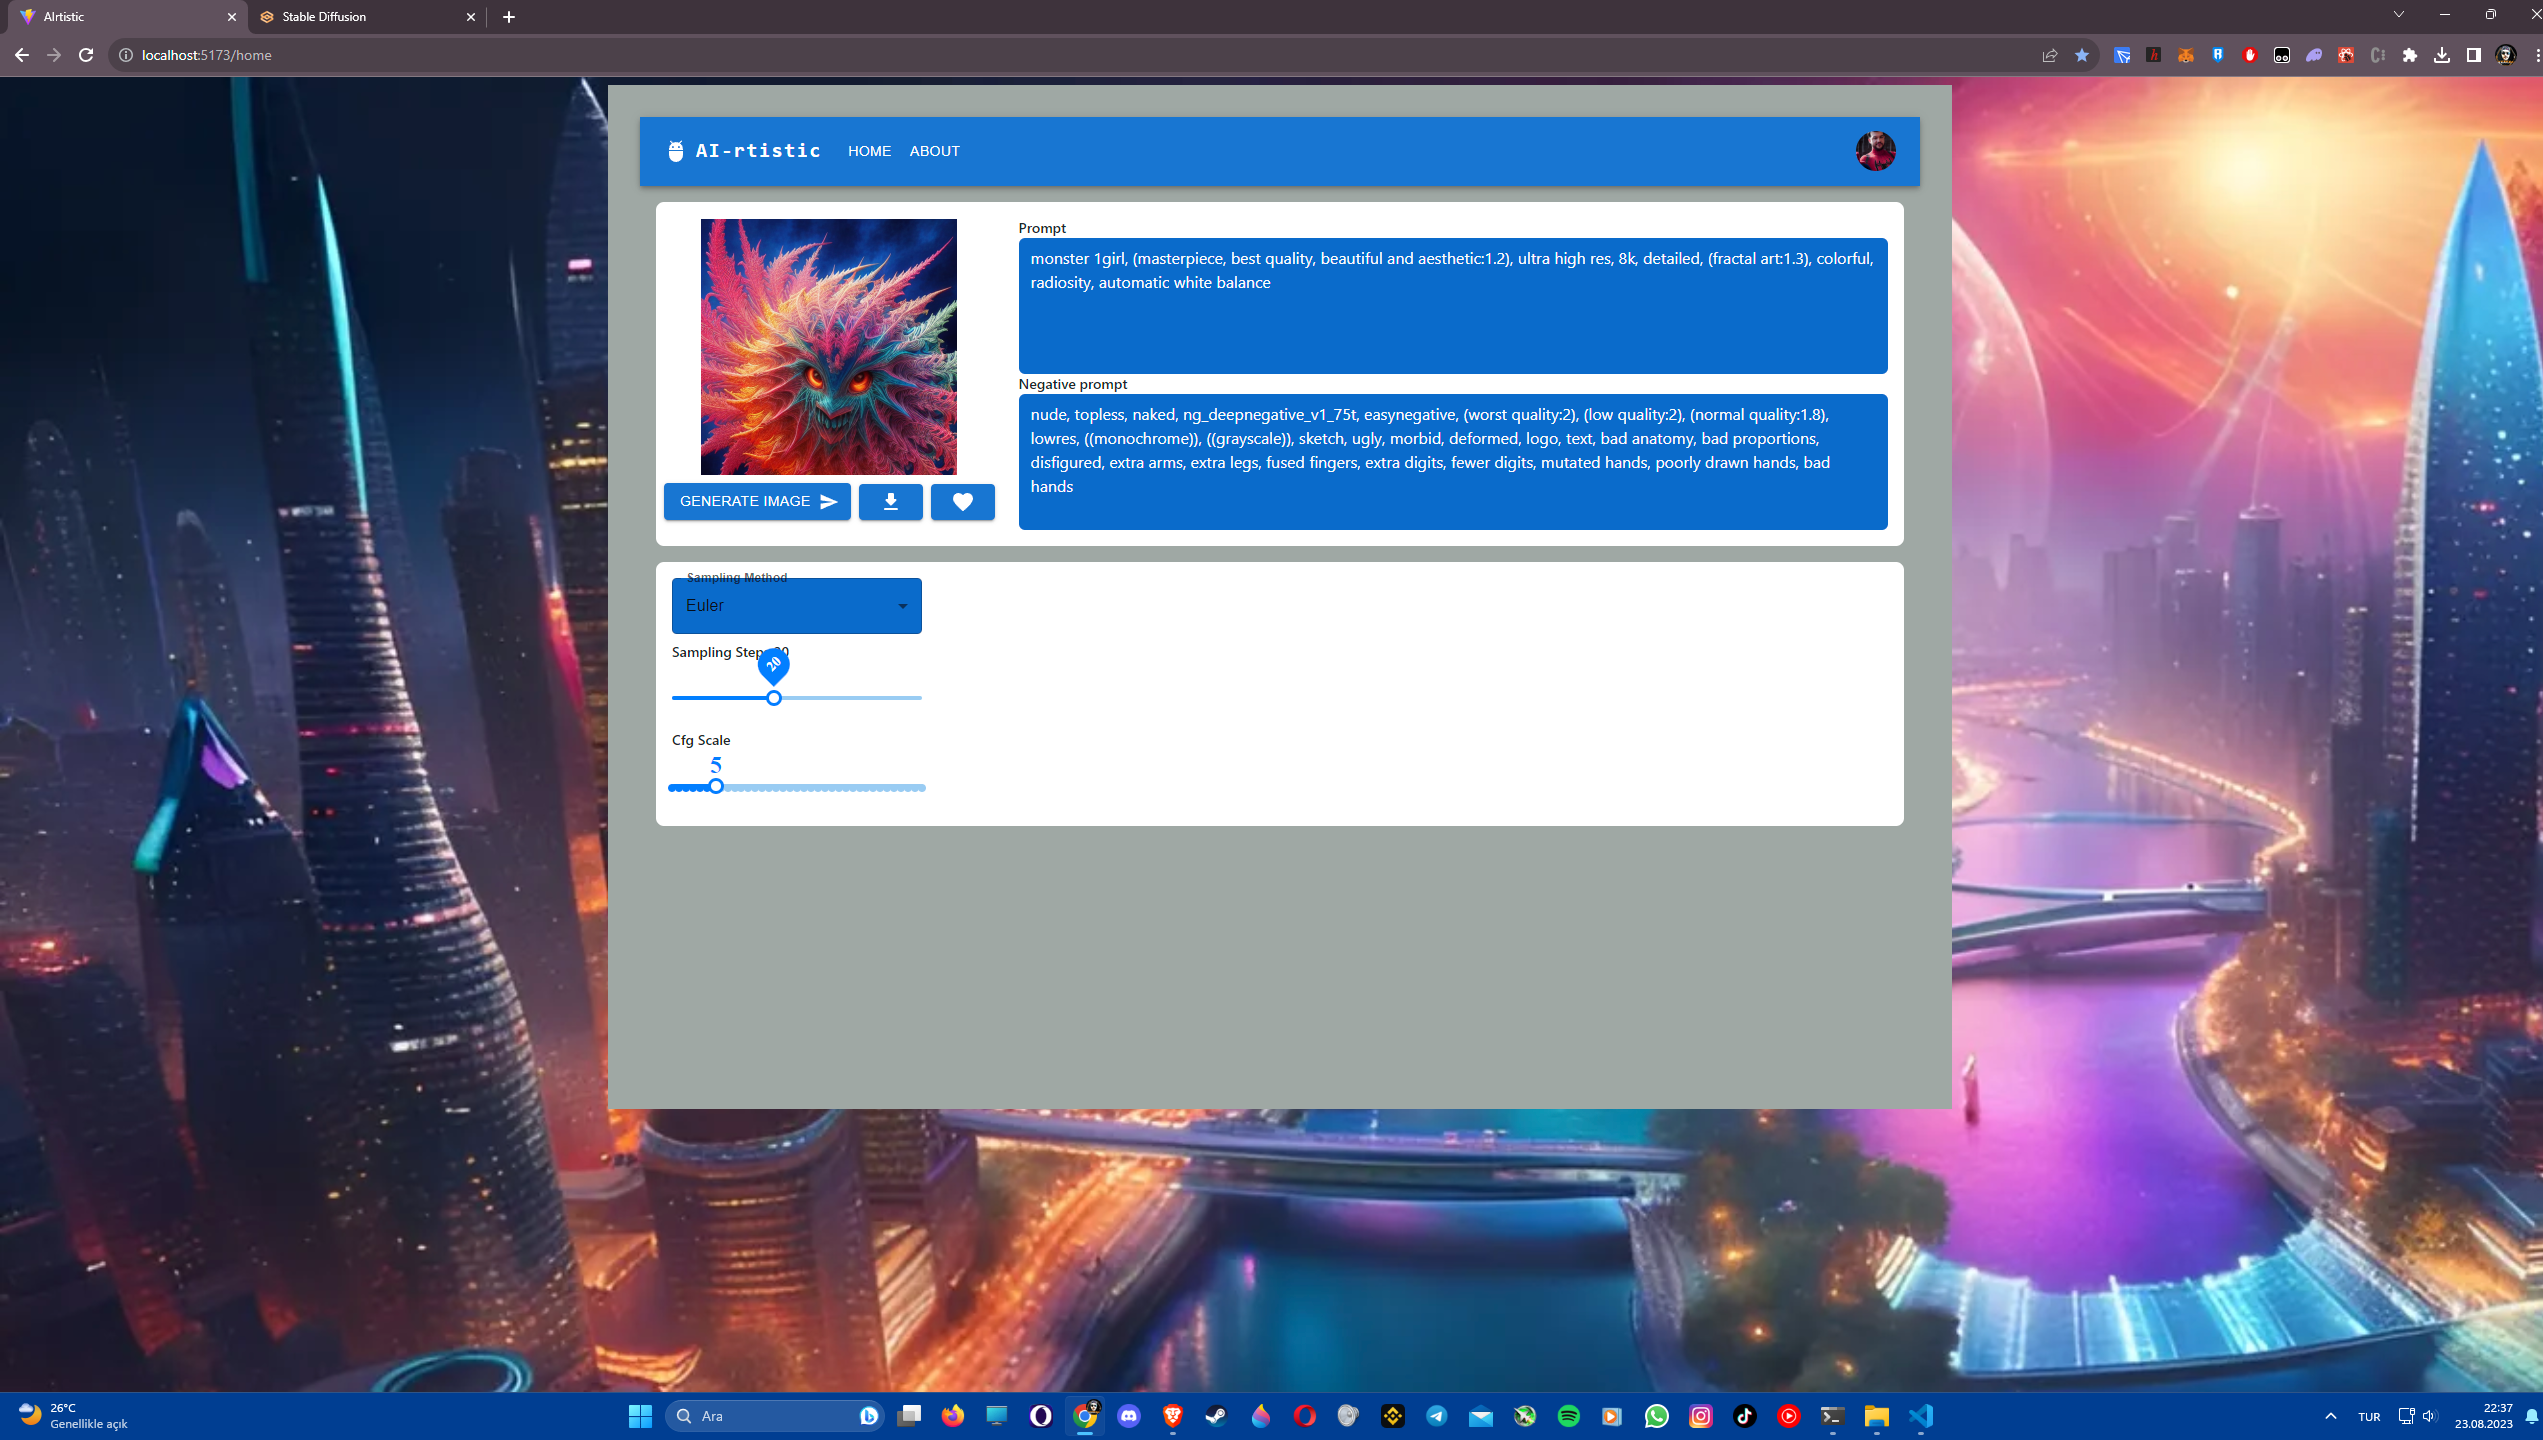 AIrtistic
Stable Diffusion
localhost:5173/home
AI-rtistic
HOME
ABOUT
Prompt
monster 1girl, (masterpiece, best quality, beautiful and aesthetic:1.2), ultra high res, 8k, detailed, (fractal art:1.3), colorful,
radiosity, automatic white balance
Negative prompt
nude, topless, naked, ng_deepnegative_v1_75t, easynegative, (worst quality:2), (low quality:2), (normal quality:1.8),
lowres, ((monochrome)), ((grayscale)), sketch, ugly, morbid, deformed, logo, text, bad anatomy, bad proportions,
disfigured, extra arms, extra legs, fused fingers, extra digits, fewer digits, mutated hands, poorly drawn hands, bad
hands
GENERATE IMAGE
Sampling Method
Euler
Sampling Step 0
20
Cfg Scale
5
26°C
Genellikle açık
Ara
TUR
22:37
23.08.2023